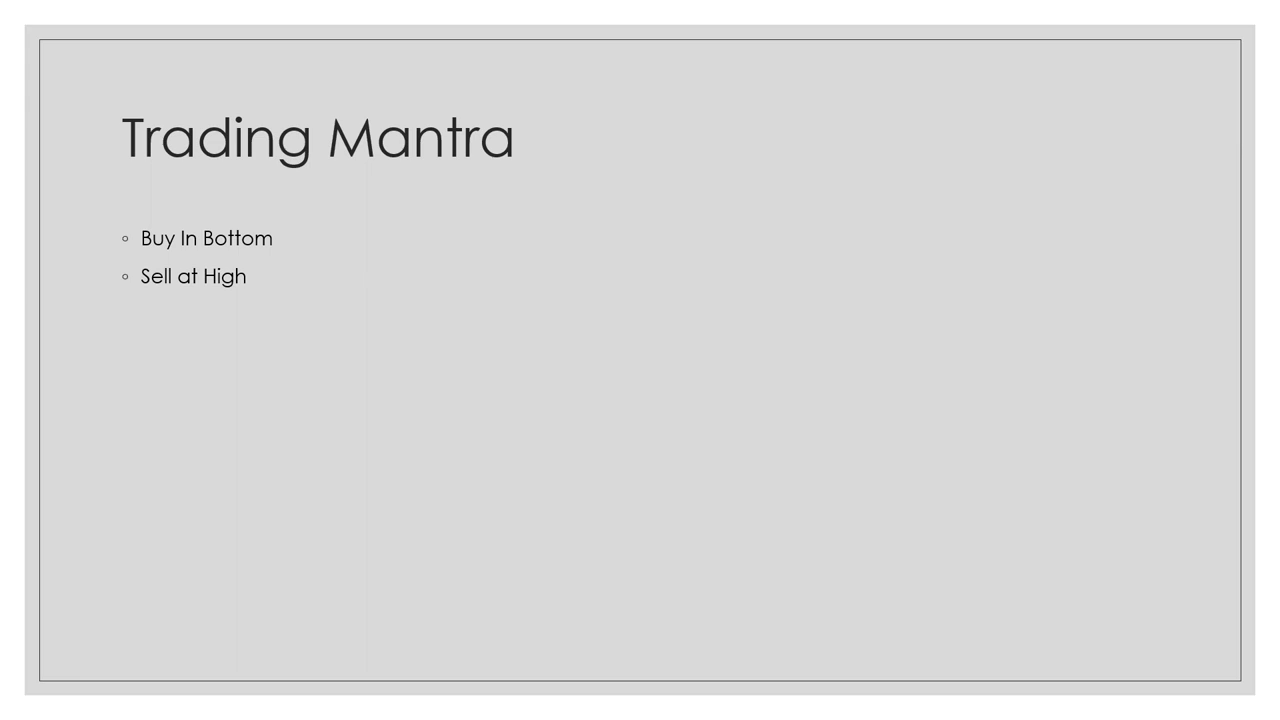 Trading Mantra
◦ Buy In Bottom
◦ Sell at High